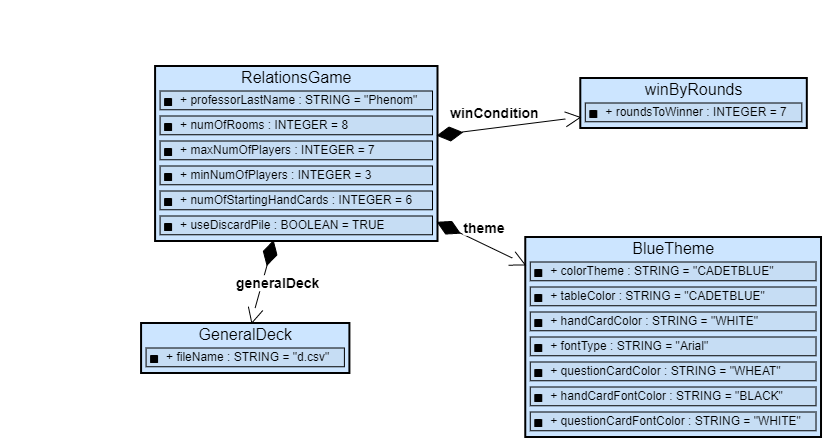 RelationsGame
+ professorLastName : STRING = "Phenom"
+ numOfRooms : INTEGER = 8
+ maxNumOfPlayers : INTEGER = 7
+ minNumOfPlayers : INTEGER = 3
+ numOfStartingHandCards : INTEGER = 6
+ useDiscardPile : BOOLEAN = TRUE
winCondition
winByRounds
+ roundsToWinner : INTEGER = 7
theme
BlueTheme
+ colorTheme : STRING = "CADETBLUE"
+ tableColor : STRING = "CADETBLUE"
+ handCardColor : STRING = "WHITE"
+ fontType : STRING = "Arial"
+ questionCardColor : STRING = "WHEAT"
+ handCardFontColor : STRING = "BLACK"
+ questionCardFontColor : STRING = "WHITE"
generalDeck
GeneralDeck
+ fileName : STRING = "d.csv"